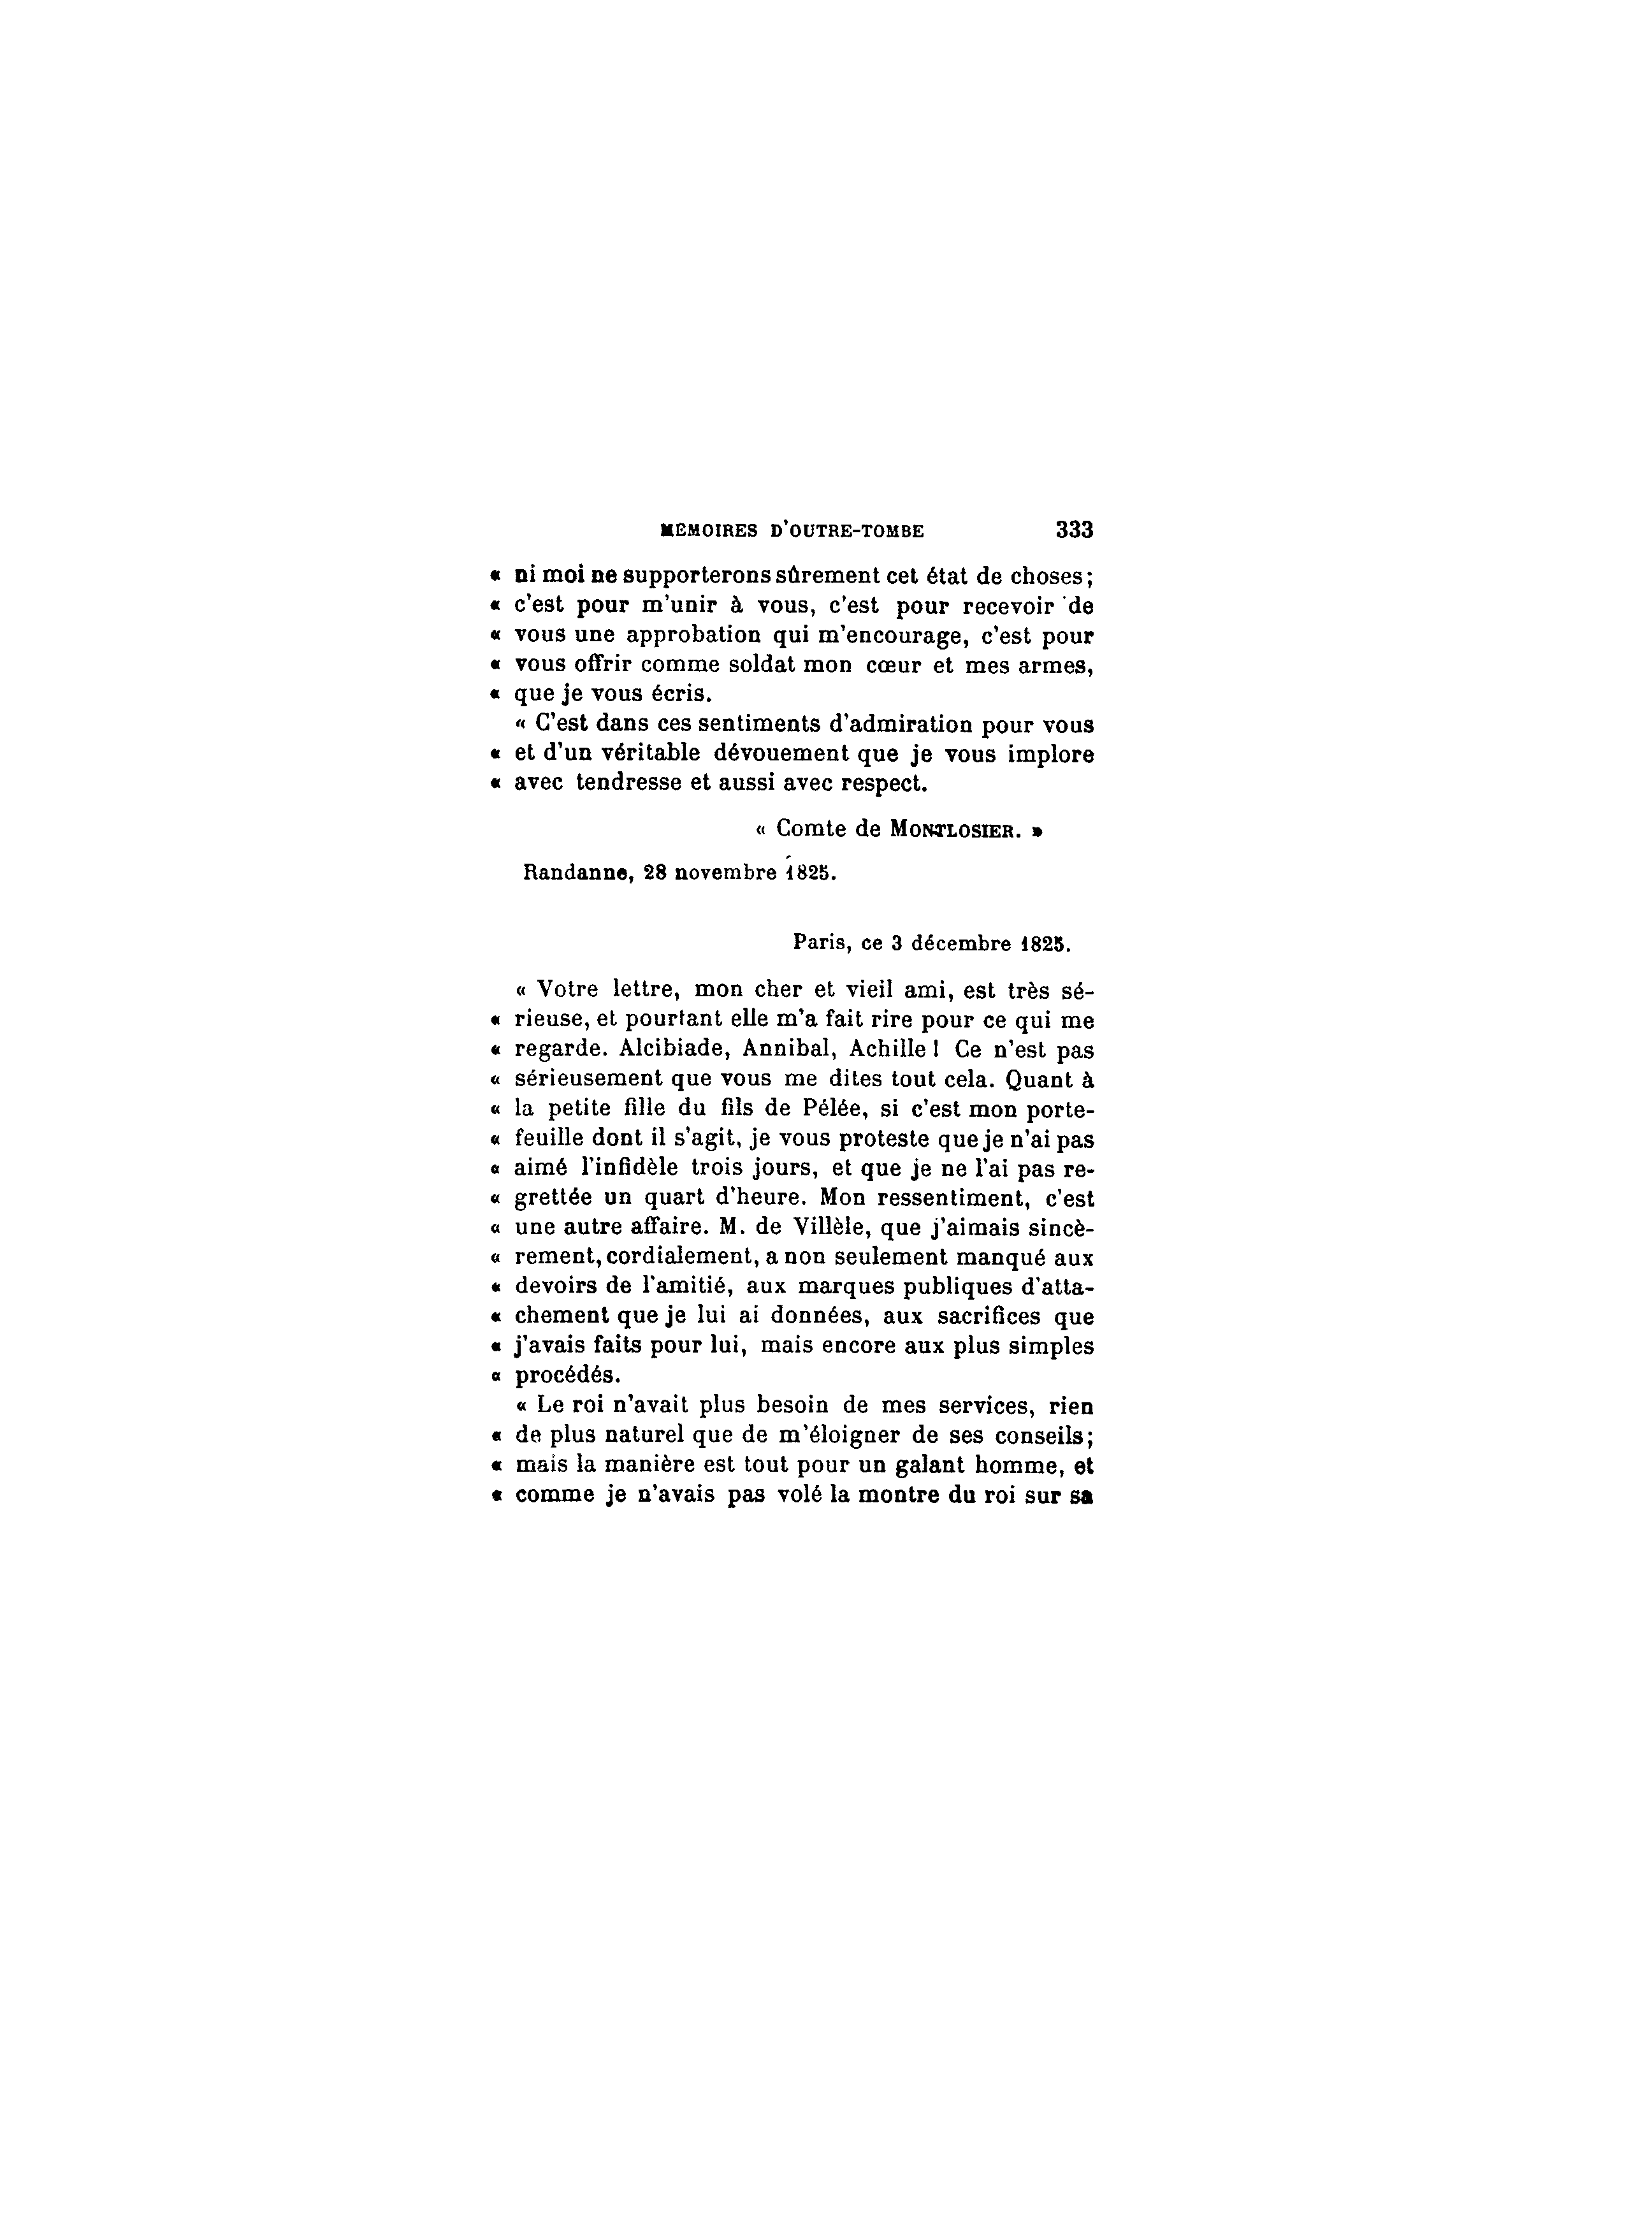 MEMOIRES D'OUTRE-TOMBE 333
« ni moi ne supporterons sûrement cet état de choses;
« c'est pour m'unir à vous, c'est pour recevoir de
« vous une approbation qui m'encourage, c'est pour
« vous offrir comme soldat mon cœur et mes armes,
« que je vous écris.
« C'est dans ces sentiments d'admiration pour vous
« et d'un véritable dévouement que je vous implore
« avec tendresse et aussi avec respect.
« Comte de MONTLOSIER. »
Randanne, 28 novembre 1825.
Paris, ce 3 décembre 1825.
« Votre lettre, mon cher et vieil ami, est très sé-
« rieuse, et pourtant elle m'a fait rire pour ce qui me
« regarde. Alcibiade, Annibal, Achille! Ce n'est pas
« sérieusement que vous me dites tout cela. Quant à
« la petite fille du fils de Pélée, si c'est mon porte-
« feuille dont il s'agit, je vous proteste que je n'ai pas
« aimé l'infidèle trois jours, et que je ne l'ai pas re-
« grettée un quart d'heure. Mon ressentiment, c'est
« une autre affaire. M. de Villèle, que j'aimais sincè-
« rement, cordialement, a non seulement manqué aux
« devoirs de l'amitié, aux marques publiques d'atta-
« chement que je lui ai données, aux sacrifices que
« j'avais faits pour lui, mais encore aux plus simples
« procédés.
« Le roi n'avait plus besoin de mes services, rien
« de plus naturel que de m'éloigner de ses conseils;
« mais la manière est tout pour un galant homme, et
« comme je n'avais pas volé la montre du roi sur sa